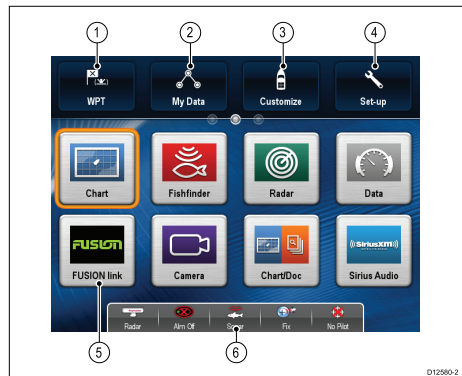 1 2 3 4
WPT My Data Customize Set-up
Chart Fishfinder Radar Data
FUSION ((SiriusXM))
FUSION link Camera Chart/Doc Sirius Audio
Radar Alm Off Sonar Fix No Pilot
5 6
D12580-2